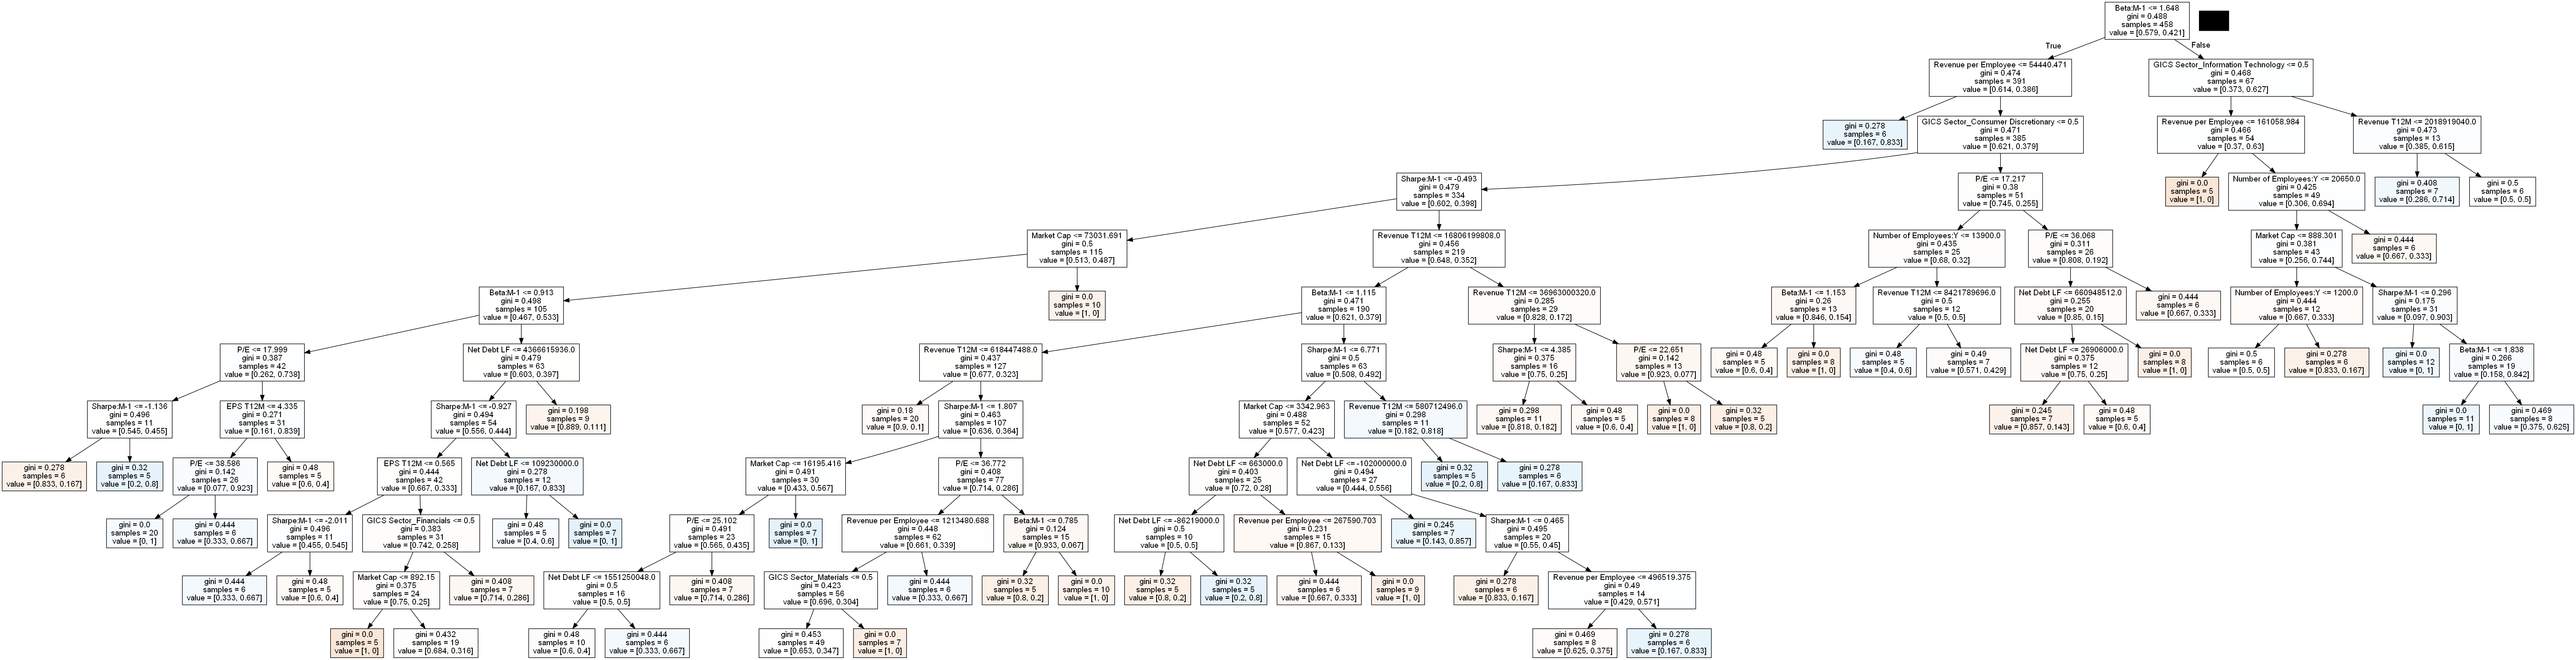 Beta:M-1 <= 1.648
gini = 0.488
samples = 458
value = [0.579, 0.421]
True
False
Revenue per Employee <= 54440.471
gini = 0.474
samples = 391
value = [0.614, 0.386]
GICS Sector_Information Technology <= 0.5
gini = 0.468
samples = 67
value = [0.373, 0.627]
gini = 0.278
samples = 6
value = [0.167, 0.833]
GICS Sector_Consumer Discretionary <= 0.5
gini = 0.471
samples = 385
value = [0.621, 0.379]
Revenue per Employee <= 161058.984
gini = 0.466
samples = 54
value = [0.37, 0.63]
Revenue T12M <= 2018919040.0
gini = 0.473
samples = 13
value = [0.385, 0.615]
Sharpe:M-1 <= -0.493
gini = 0.479
samples = 334
value = [0.602, 0.398]
P/E <= 17.217
gini = 0.38
samples = 51
value = [0.745, 0.255]
gini = 0.0
samples = 5
value = [1, 0]
Number of Employees:Y <= 20650.0
gini = 0.425
samples = 49
value = [0.306, 0.694]
gini = 0.408
samples = 7
value = [0.286, 0.714]
gini = 0.5
samples = 6
value = [0.5, 0.5]
Market Cap <= 73031.691
gini = 0.5
samples = 115
value = [0.513, 0.487]
Revenue T12M <= 16806199808.0
gini = 0.456
samples = 219
value = [0.648, 0.352]
Number of Employees:Y <= 13900.0
gini = 0.435
samples = 25
value = [0.68, 0.32]
P/E <= 36.068
gini = 0.311
samples = 26
value = [0.808, 0.192]
Market Cap <= 888.301
gini = 0.381
samples = 43
value = [0.256, 0.744]
gini = 0.444
samples = 6
value = [0.667, 0.333]
Beta:M-1 <= 0.913
gini = 0.498
samples = 105
value = [0.467, 0.533]
gini = 0.0
samples = 10
value = [1, 0]
Beta:M-1 <= 1.115
gini = 0.471
samples = 190
value = [0.621, 0.379]
Revenue T12M <= 36963000320.0
gini = 0.285
samples = 29
value = [0.828, 0.172]
Beta:M-1 <= 1.153
gini = 0.26
samples = 13
value = [0.846, 0.154]
Revenue T12M <= 8421789696.0
gini = 0.5
samples = 12
value = [0.5, 0.5]
Net Debt LF <= 660948512.0
gini = 0.255
samples = 20
value = [0.85, 0.15]
gini = 0.444
samples = 6
value = [0.667, 0.333]
Number of Employees:Y <= 1200.0
gini = 0.444
samples = 12
value = [0.667, 0.333]
Sharpe:M-1 <= 0.296
gini = 0.175
samples = 31
value = [0.097, 0.903]
P/E <= 17.999
gini = 0.387
samples = 42
value = [0.262, 0.738]
Net Debt LF <= 4366615936.0
gini = 0.479
samples = 63
value = [0.603, 0.397]
Revenue T12M <= 618447488.0
gini = 0.437
samples = 127
value = [0.677, 0.323]
Sharpe:M-1 <= 6.771
gini = 0.5
samples = 63
value = [0.508, 0.492]
Sharpe:M-1 <= 4.385
gini = 0.375
samples = 16
value = [0.75, 0.25]
P/E <= 22.651
gini = 0.142
samples = 13
value = [0.923, 0.077]
gini = 0.48
samples = 5
value = [0.6, 0.4]
gini = 0.0
samples = 8
value = [1, 0]
gini = 0.48
samples = 5
value = [0.4, 0.6]
gini = 0.49
samples = 7
value = [0.571, 0.429]
Net Debt LF <= 26906000.0
gini = 0.375
samples = 12
value = [0.75, 0.25]
gini = 0.0
samples = 8
value = [1, 0]
gini = 0.5
samples = 6
value = [0.5, 0.5]
gini = 0.278
samples = 6
value = [0.833, 0.167]
gini = 0.0
samples = 12
value = [0, 1]
Beta:M-1 <= 1.838
gini = 0.266
samples = 19
value = [0.158, 0.842]
Sharpe:M-1 <= -1.136
gini = 0.496
samples = 11
value = [0.545, 0.455]
EPS T12M <= 4.335
gini = 0.271
samples = 31
value = [0.161, 0.839]
Sharpe:M-1 <= -0.927
gini = 0.494
samples = 54
value = [0.556, 0.444]
gini = 0.198
samples = 9
value = [0.889, 0.111]
gini = 0.18
samples = 20
value = [0.9, 0.1]
Sharpe:M-1 <= 1.807
gini = 0.463
samples = 107
value = [0.636, 0.364]
Market Cap <= 3342.963
gini = 0.488
samples = 52
value = [0.577, 0.423]
Revenue T12M <= 580712496.0
gini = 0.298
samples = 11
value = [0.182, 0.818]
gini = 0.298
samples = 11
value = [0.818, 0.182]
gini = 0.48
samples = 5
value = [0.6, 0.4]
gini = 0.0
samples = 8
value = [1, 0]
gini = 0.32
samples = 5
value = [0.8, 0.2]
gini = 0.245
samples = 7
value = [0.857, 0.143]
gini = 0.48
samples = 5
value = [0.6, 0.4]
gini = 0.0
samples = 11
value = [0, 1]
gini = 0.469
samples = 8
value = [0.375, 0.625]
gini = 0.278
samples = 6
value = [0.833, 0.167]
gini = 0.32
samples = 5
value = [0.2, 0.8]
P/E <= 38.586
gini = 0.142
samples = 26
value = [0.077, 0.923]
gini = 0.48
samples = 5
value = [0.6, 0.4]
EPS T12M <= 0.565
gini = 0.444
samples = 42
value = [0.667, 0.333]
Net Debt LF <= 109230000.0
gini = 0.278
samples = 12
value = [0.167, 0.833]
Market Cap <= 16195.416
gini = 0.491
samples = 30
value = [0.433, 0.567]
P/E <= 36.772
gini = 0.408
samples = 77
value = [0.714, 0.286]
Net Debt LF <= 663000.0
gini = 0.403
samples = 25
value = [0.72, 0.28]
Net Debt LF <= -102000000.0
gini = 0.494
samples = 27
value = [0.444, 0.556]
gini = 0.32
samples = 5
value = [0.2, 0.8]
gini = 0.278
samples = 6
value = [0.167, 0.833]
gini = 0.0
samples = 20
value = [0, 1]
gini = 0.444
samples = 6
value = [0.333, 0.667]
Sharpe:M-1 <= -2.011
gini = 0.496
samples = 11
value = [0.455, 0.545]
GICS Sector_Financials <= 0.5
gini = 0.383
samples = 31
value = [0.742, 0.258]
gini = 0.48
samples = 5
value = [0.4, 0.6]
gini = 0.0
samples = 7
value = [0, 1]
P/E <= 25.102
gini = 0.491
samples = 23
value = [0.565, 0.435]
gini = 0.0
samples = 7
value = [0, 1]
Revenue per Employee <= 1213480.688
gini = 0.448
samples = 62
value = [0.661, 0.339]
Beta:M-1 <= 0.785
gini = 0.124
samples = 15
value = [0.933, 0.067]
Net Debt LF <= -86219000.0
gini = 0.5
samples = 10
value = [0.5, 0.5]
Revenue per Employee <= 267590.703
gini = 0.231
samples = 15
value = [0.867, 0.133]
gini = 0.245
samples = 7
value = [0.143, 0.857]
Sharpe:M-1 <= 0.465
gini = 0.495
samples = 20
value = [0.55, 0.45]
gini = 0.444
samples = 6
value = [0.333, 0.667]
gini = 0.48
samples = 5
value = [0.6, 0.4]
Market Cap <= 892.15
gini = 0.375
samples = 24
value = [0.75, 0.25]
gini = 0.408
samples = 7
value = [0.714, 0.286]
Net Debt LF <= 1551250048.0
gini = 0.5
samples = 16
value = [0.5, 0.5]
gini = 0.408
samples = 7
value = [0.714, 0.286]
GICS Sector_Materials <= 0.5
gini = 0.423
samples = 56
value = [0.696, 0.304]
gini = 0.444
samples = 6
value = [0.333, 0.667]
gini = 0.32
samples = 5
value = [0.8, 0.2]
gini = 0.0
samples = 10
value = [1, 0]
gini = 0.32
samples = 5
value = [0.8, 0.2]
gini = 0.32
samples = 5
value = [0.2, 0.8]
gini = 0.444
samples = 6
value = [0.667, 0.333]
gini = 0.0
samples = 9
value = [1, 0]
gini = 0.278
samples = 6
value = [0.833, 0.167]
Revenue per Employee <= 496519.375
gini = 0.49
samples = 14
value = [0.429, 0.571]
gini = 0.0
samples = 5
value = [1, 0]
gini = 0.432
samples = 19
value = [0.684, 0.316]
gini = 0.48
samples = 10
value = [0.6, 0.4]
gini = 0.444
samples = 6
value = [0.333, 0.667]
gini = 0.453
samples = 49
value = [0.653, 0.347]
gini = 0.0
samples = 7
value = [1, 0]
gini = 0.469
samples = 8
value = [0.625, 0.375]
gini = 0.278
samples = 6
value = [0.167, 0.833]